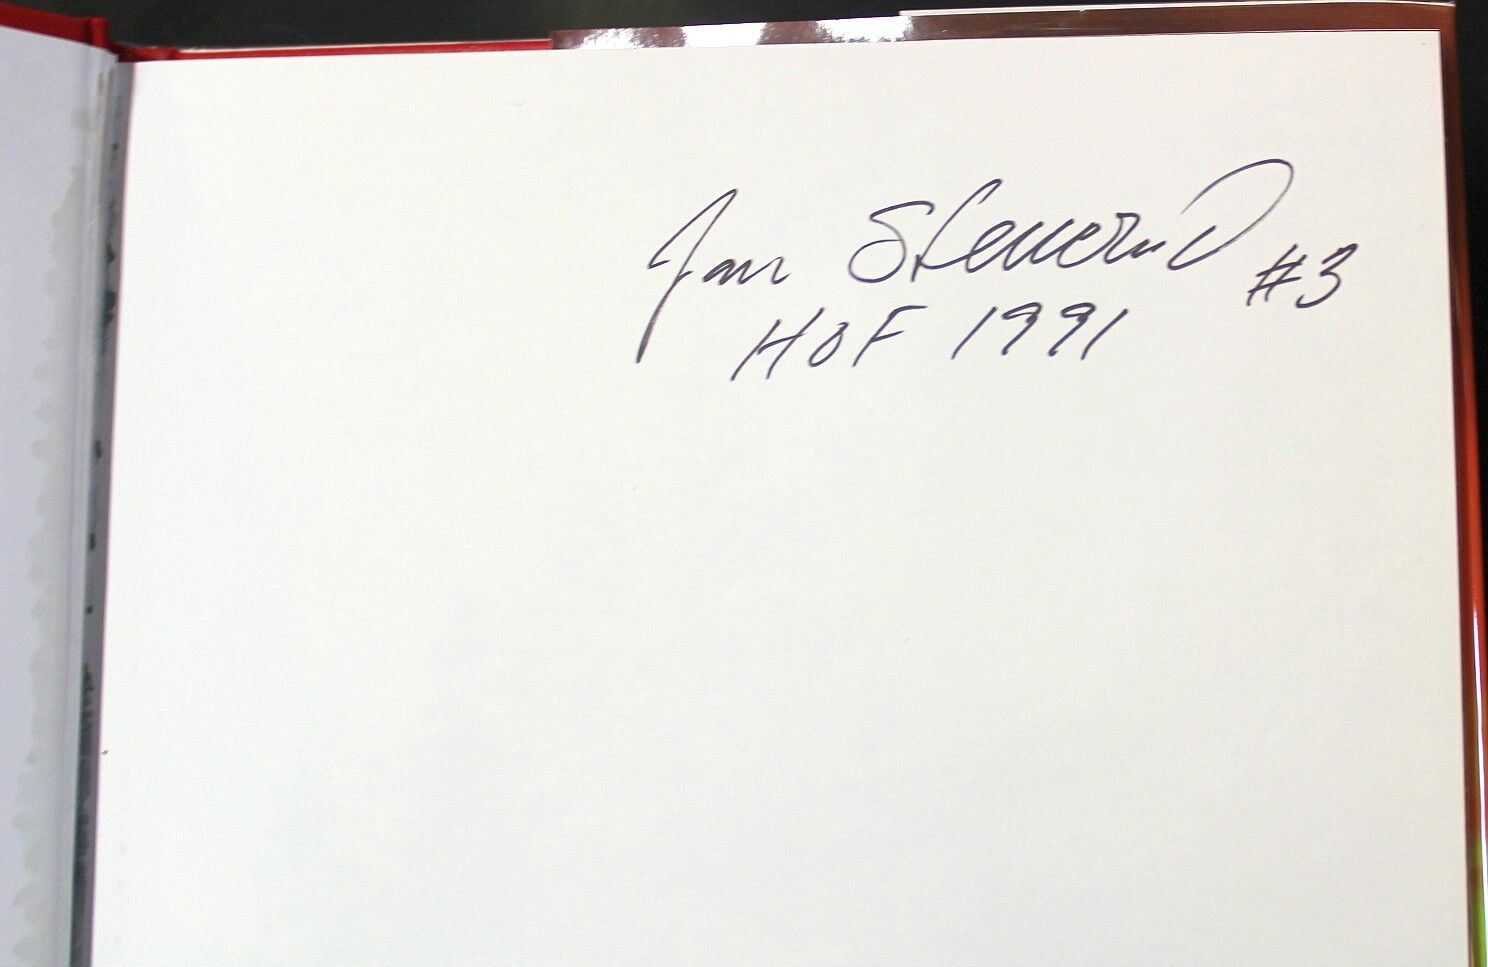 Jan Stenerud #3
HOF 1991